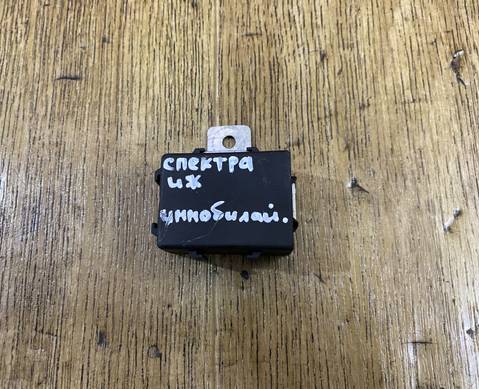 спектра
иж
иммобилай.